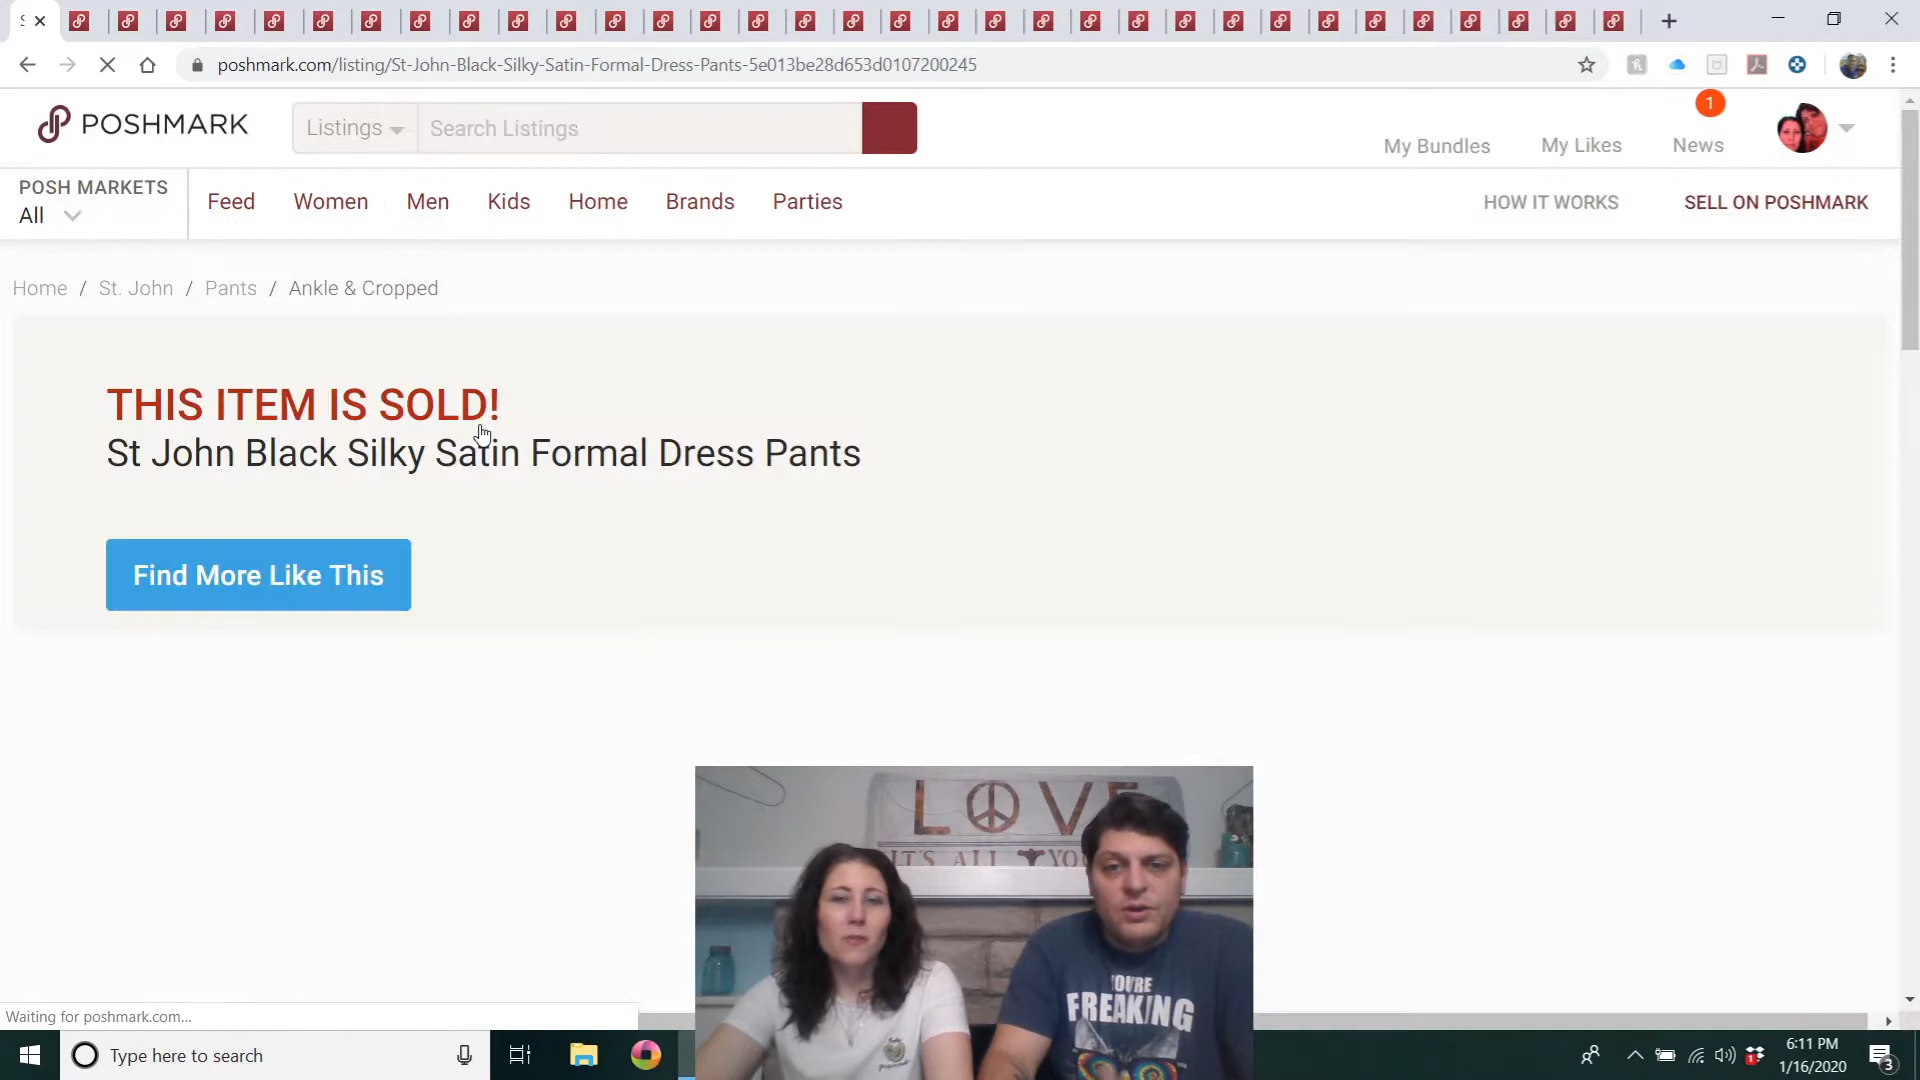 poshmark.com/listing/St-John-Black-Silky-Satin-Formal-Dress-Pants-5e013be28d653d0107200245
POSHMARK
Listings
Search Listings
My Bundles
My Likes
1
News
POSH MARKETS
All
Feed
Women
Men
Kids
Home
Brands
Parties
HOW IT WORKS
SELL ON POSHMARK
Home / St. John / Pants / Ankle & Cropped
THIS ITEM IS SOLD!
St John Black Silky Satin Formal Dress Pants
Find More Like This
LOVE
IT'S ALL YO
YOU'RE
FREAKING
Waiting for poshmark.com...
Type here to search
6:11 PM
1/16/2020
3